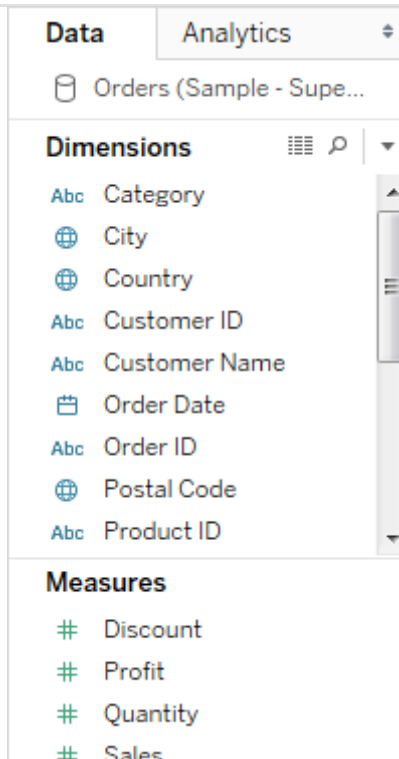 Data Analytics
Orders (Sample - Supe...
Dimensions
Abc Category
City
Country
Abc Customer ID
Abc Customer Name
Order Date
Abc Order ID
Postal Code
Abc Product ID
Measures
# Discount
# Profit
# Quantity
# Sales